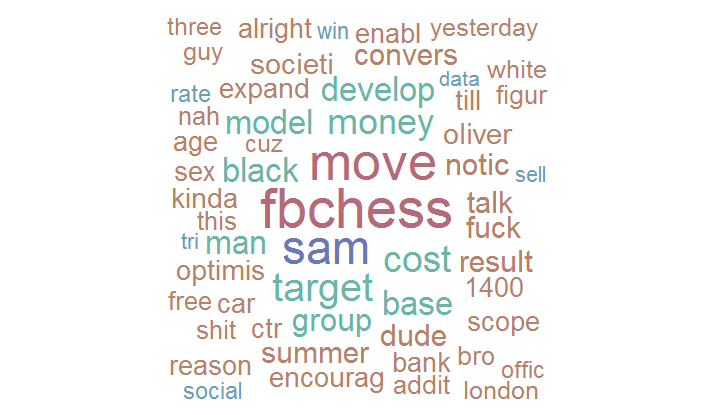 three alright win enabl yesterday
guy societi convers
rate expand develop data white
till figur
nah model money
age cuz oliver
sex black move notic sell
kinda fbchess talk
this fuck
tri man sam cost result
optimis target 1400
free car base
shit ctr group dude scope
reason summer bank bro offic
social encourag addit london